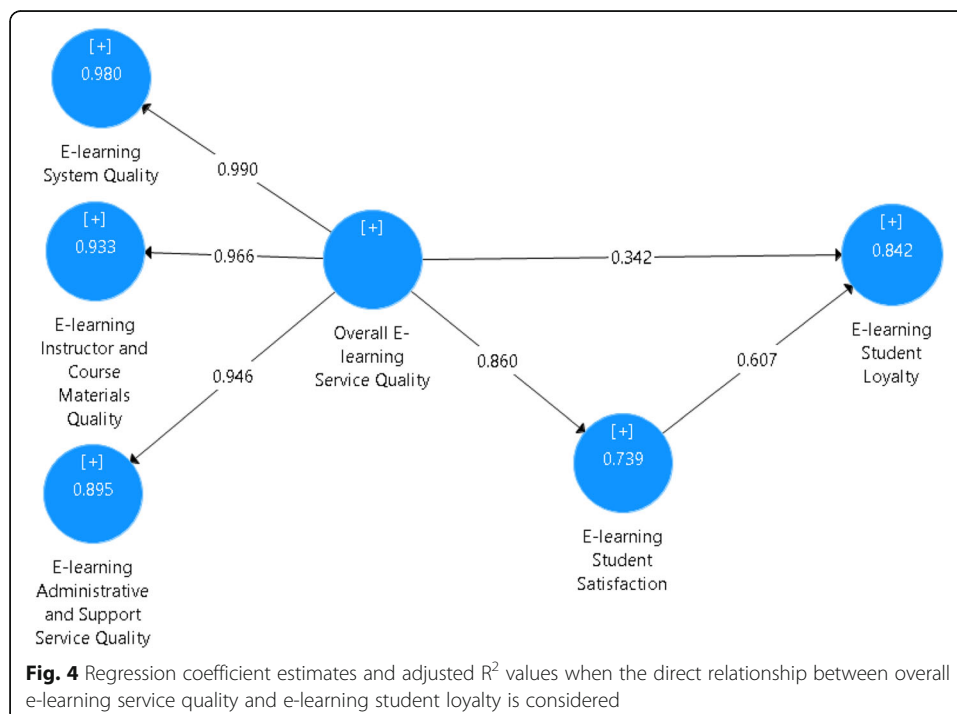 [+]
0.980
E-learning
System Quality
0.990
[+]
0.933
E-learning
Instructor and
Course
Materials
Quality
0.966
[+]
0.895
E-learning
Administrative
and Support
Service Quality
0.946
[+]
Overall E-
learning
Service Quality
0.342
0.860
[+]
0.739
E-learning
Student
Satisfaction
0.607
[+]
0.842
E-learning
Student
Loyalty
Fig. 4 Regression coefficient estimates and adjusted R² values when the direct relationship between overall
e-learning service quality and e-learning student loyalty is considered